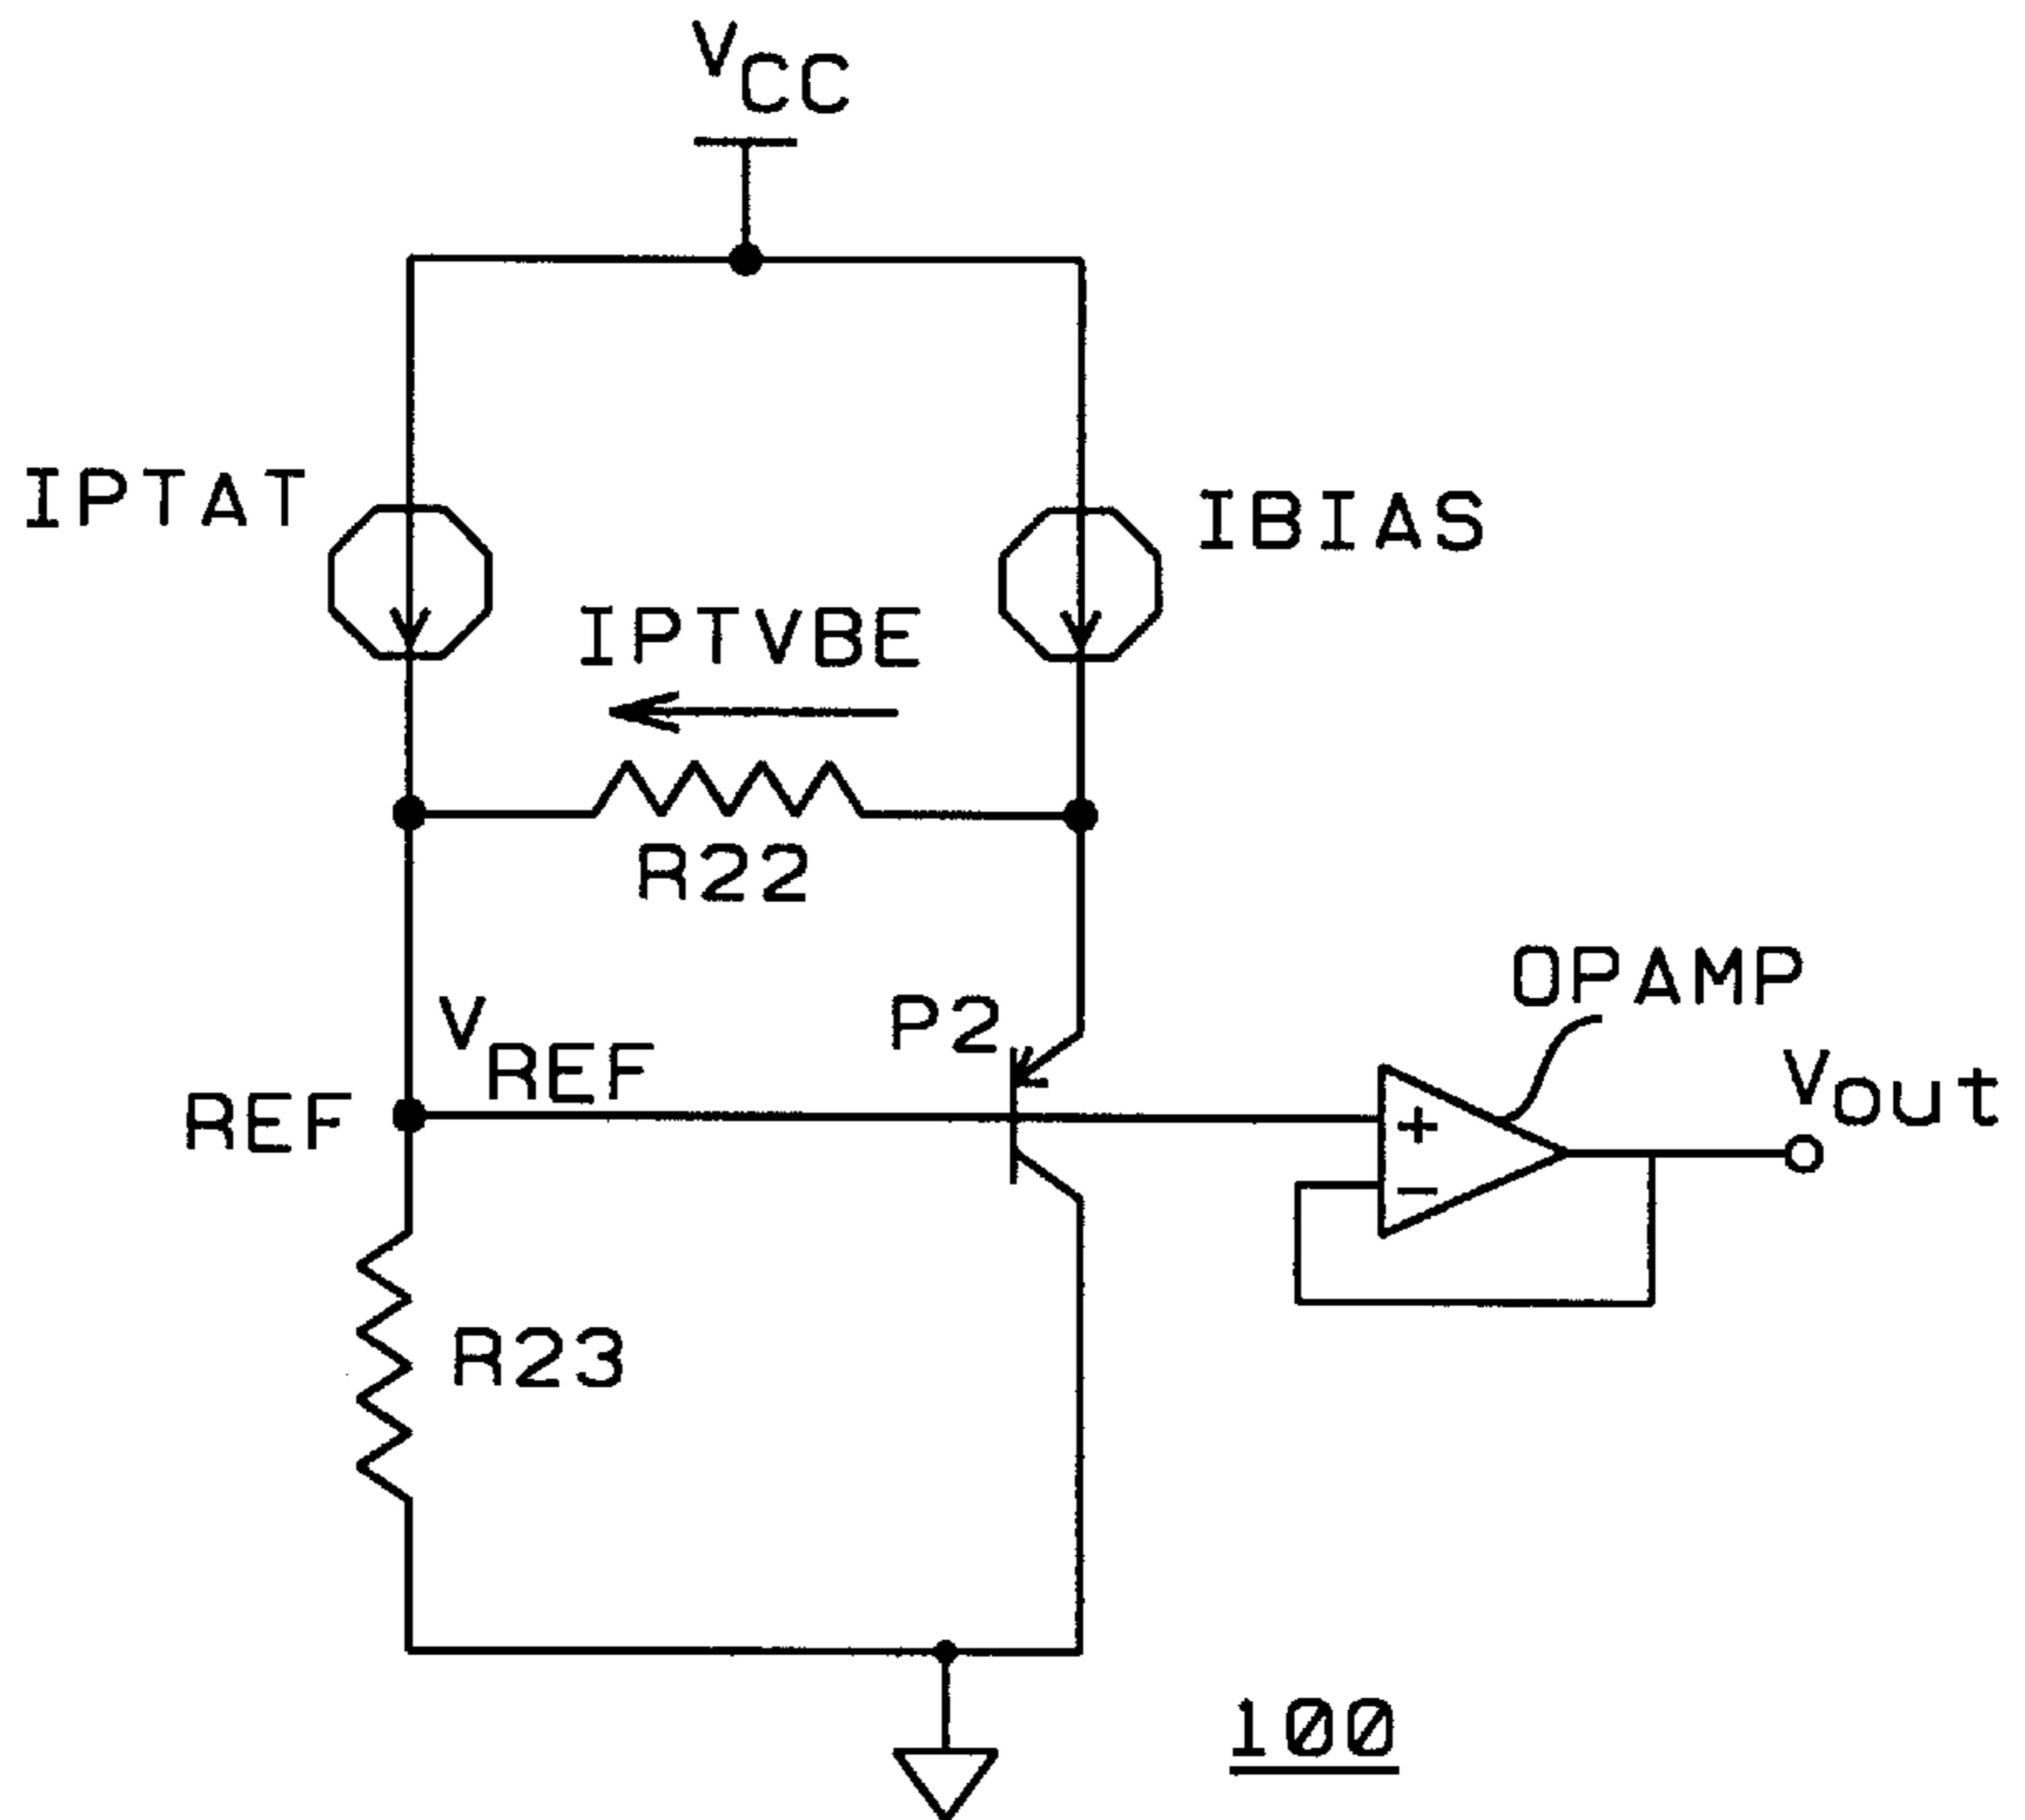 VCC
IPTAT
IBIAS
IPTVBE
R22
OPAMP
VREF
P2
Vout
REF
+
−
R23
100